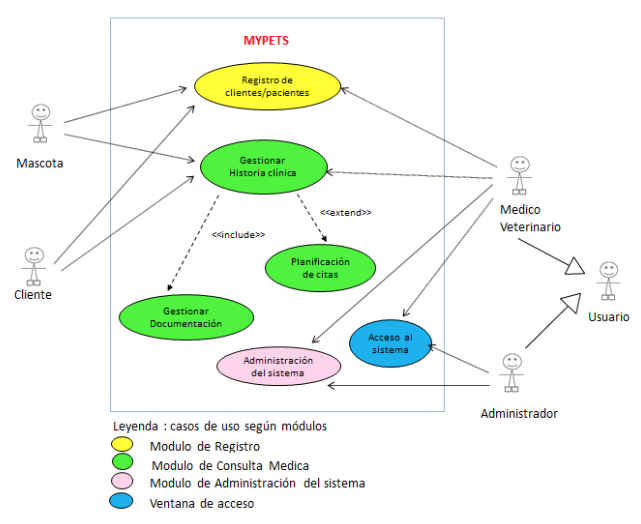 MYPETS
Registro de
clientes/pacientes
Mascota
Gestionar
Historia clínica
Medico
Veterinario
<<extend>>
<<include>>
Planificación
de citas
Cliente
Usuario
Gestionar
Documentación
Acceso al
sistema
Administración
del sistema
Administrador
Leyenda : casos de uso según módulos
Modulo de Registro
Modulo de Consulta Medica
Modulo de Administración del sistema
Ventana de acceso